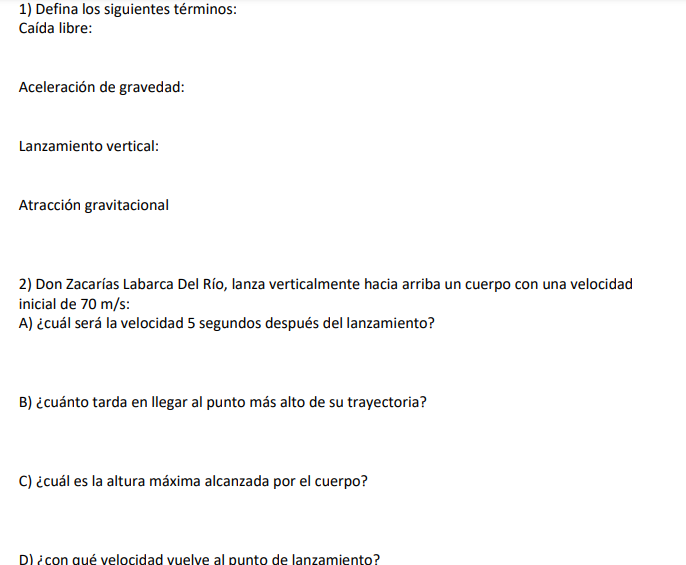 1) Defina los siguientes términos:
Caída libre:
Aceleración de gravedad:
Lanzamiento vertical:
Atracción gravitacional
2) Don Zacarías Labarca Del Río, lanza verticalmente hacia arriba un cuerpo con una velocidad
inicial de 70 m/s:
A) ¿cuál será la velocidad 5 segundos después del lanzamiento?
B) ¿cuánto tarda en llegar al punto más alto de su trayectoria?
C) ¿cuál es la altura máxima alcanzada por el cuerpo?
D) ¿con qué velocidad vuelve al punto de lanzamiento?